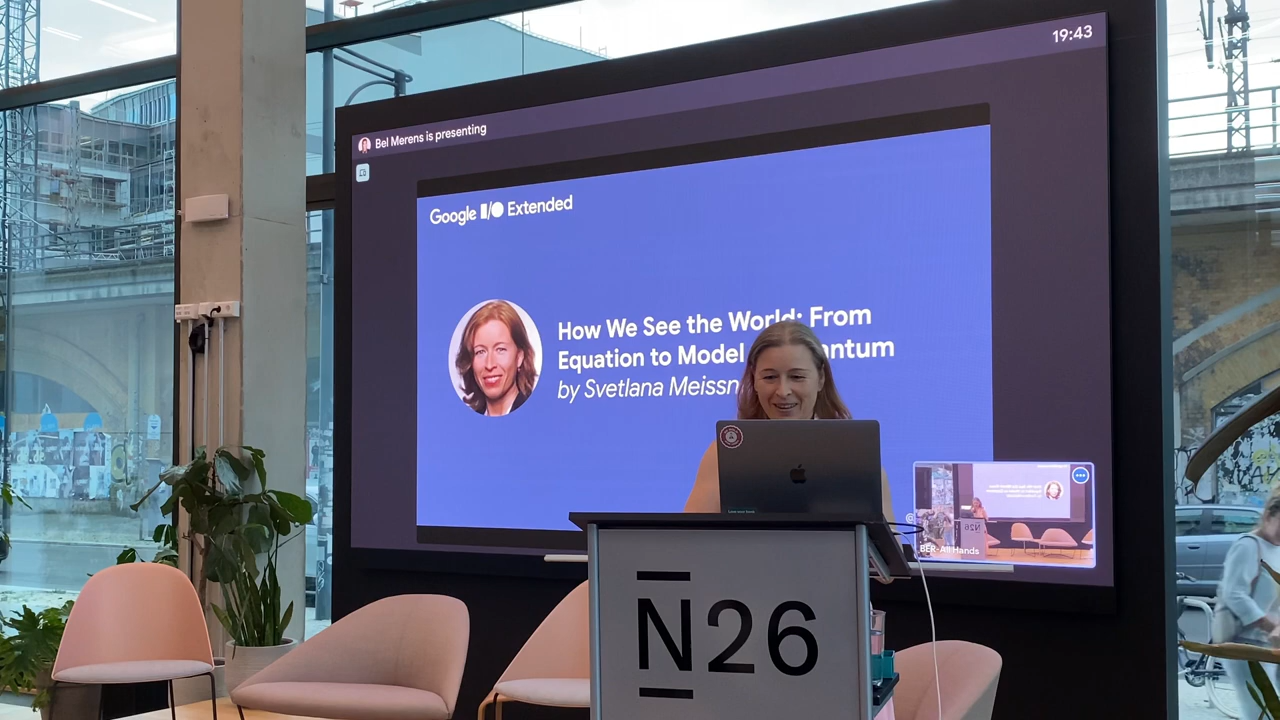 19:43
Bel Merens is presenting
Google I/O Extended
How We See the World: From
Equation to Model antum
by Svetlana Meissn
BER-All Hands
N26